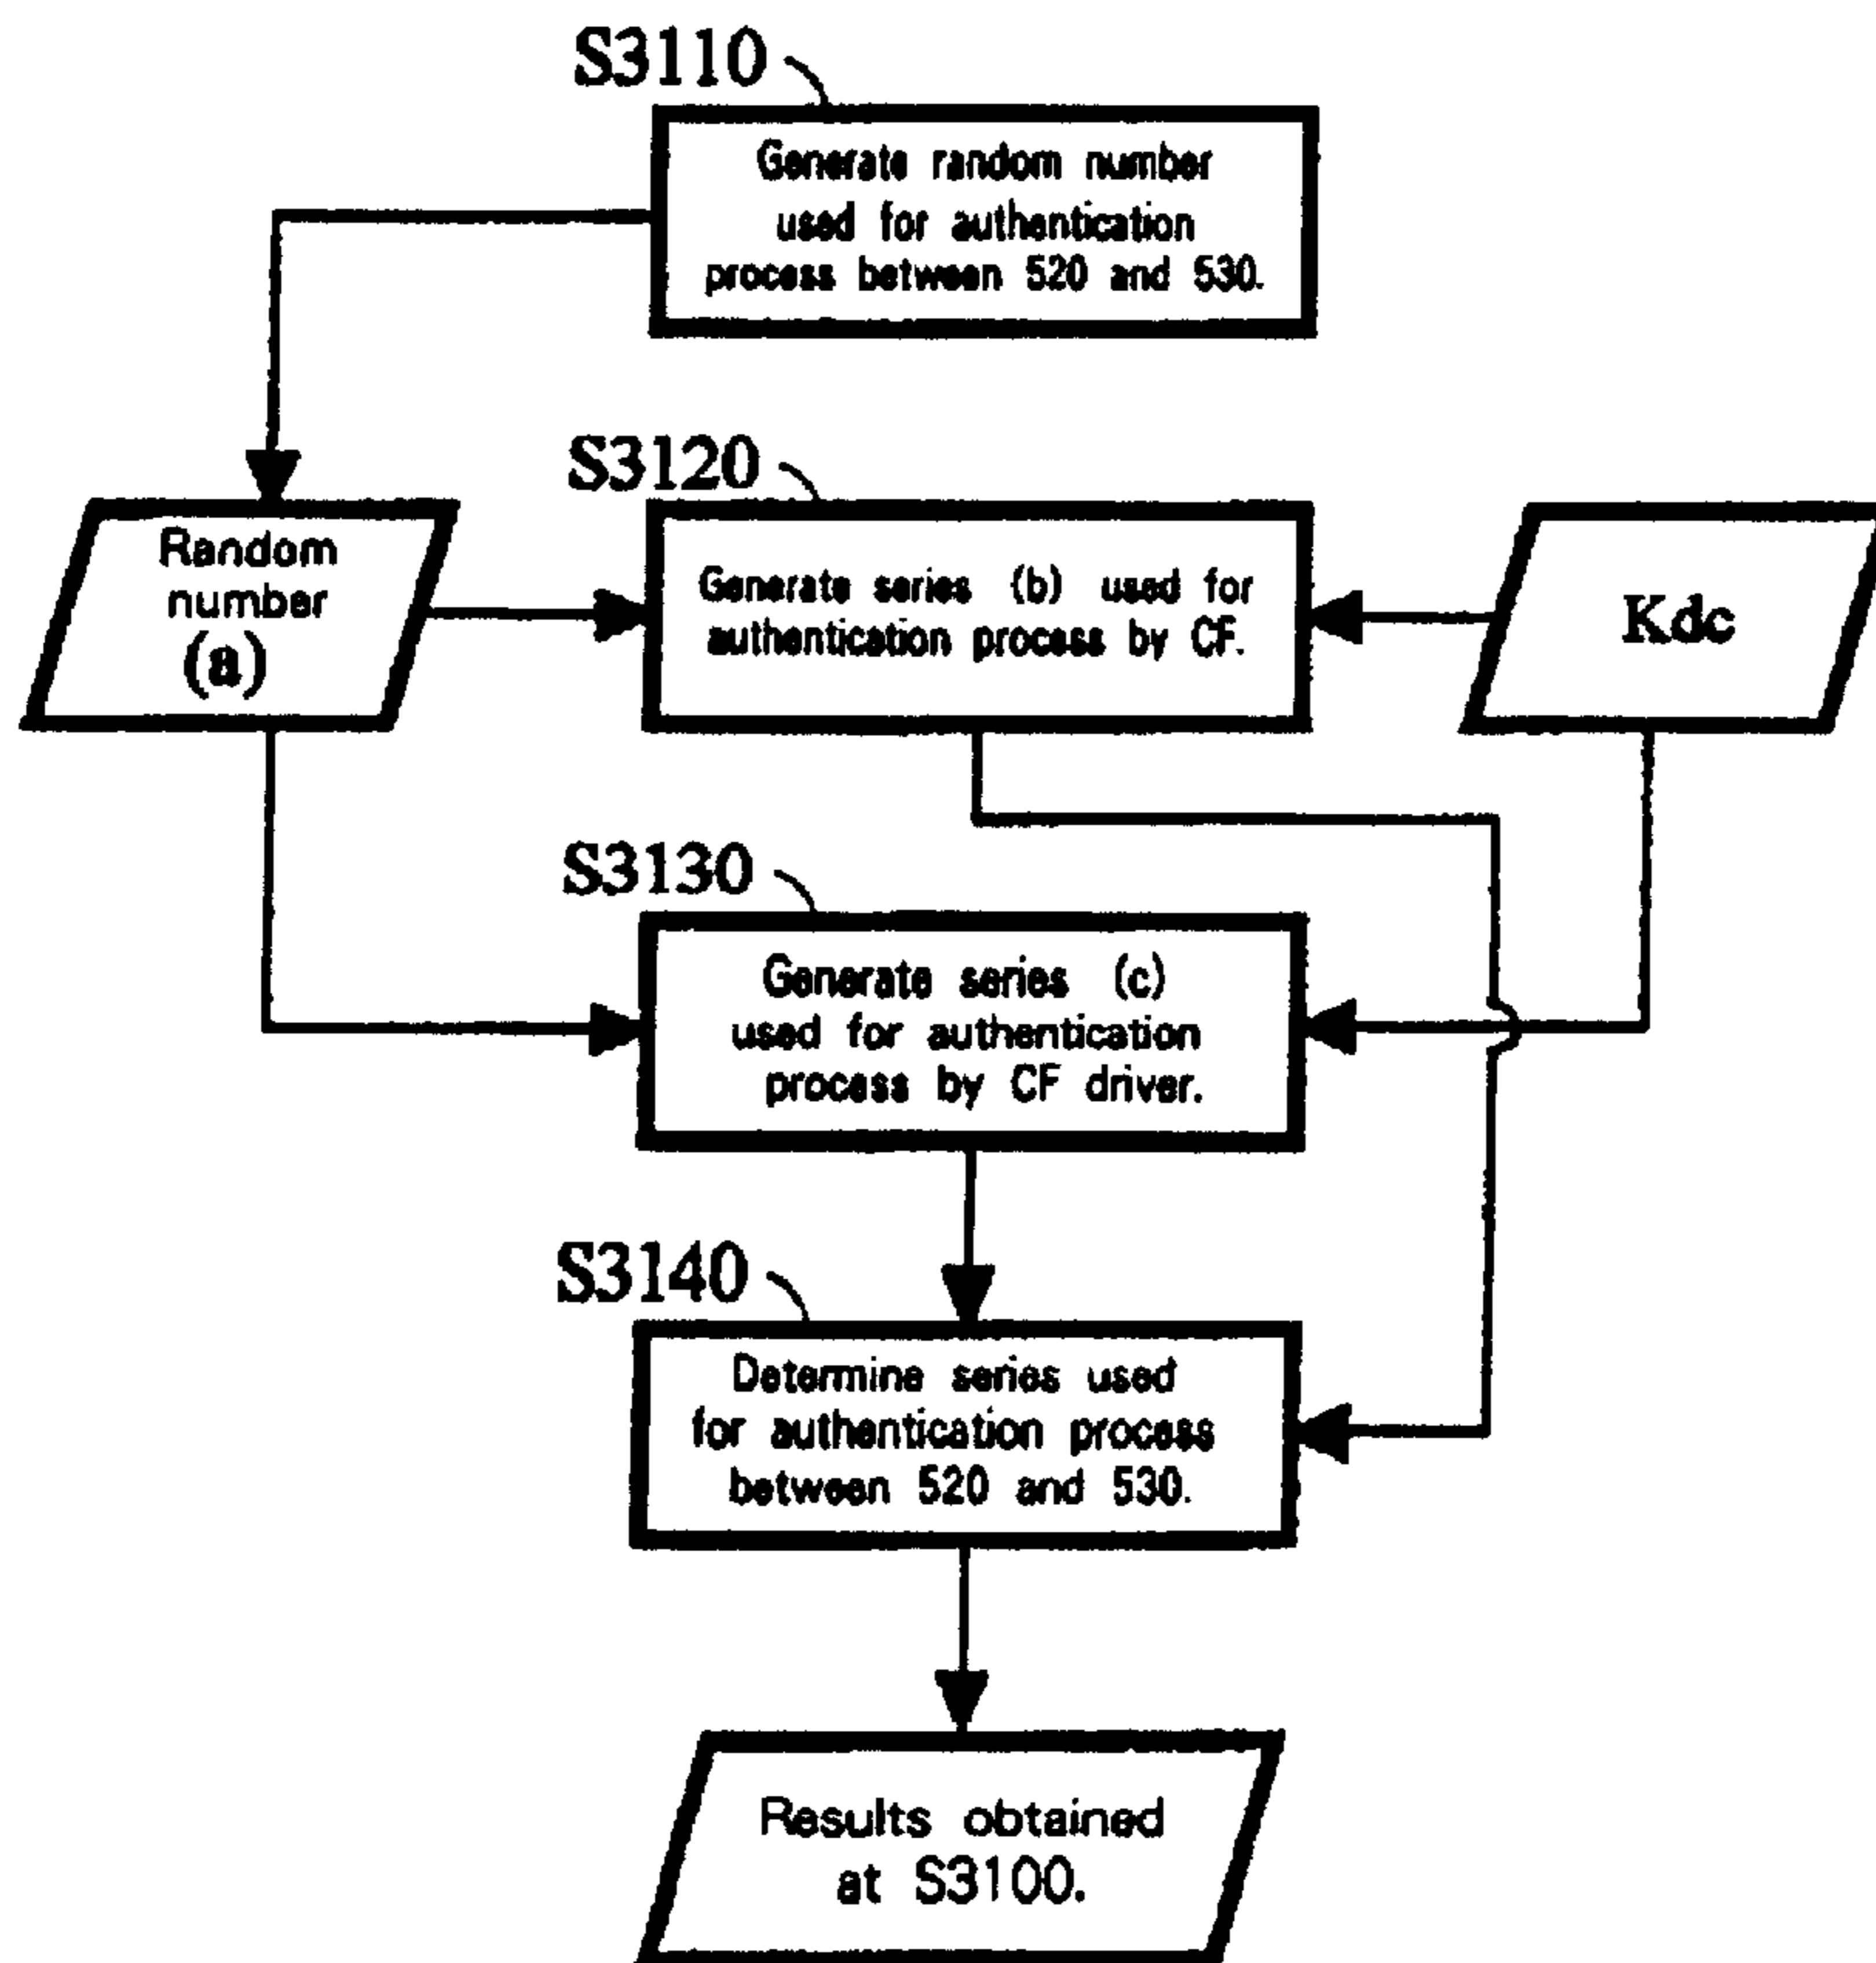 S3110
Generate random number
used for authentication
process between 520 and 530.
S3120
Random
number
(a)
Generate series (b) used for
authentication process by CF.
Kdc
S3130
Generate series (c)
used for authentication
process by CF driver.
S3140
Determine series used
for authentication process
between 520 and 530.
Results obtained
at S3100.